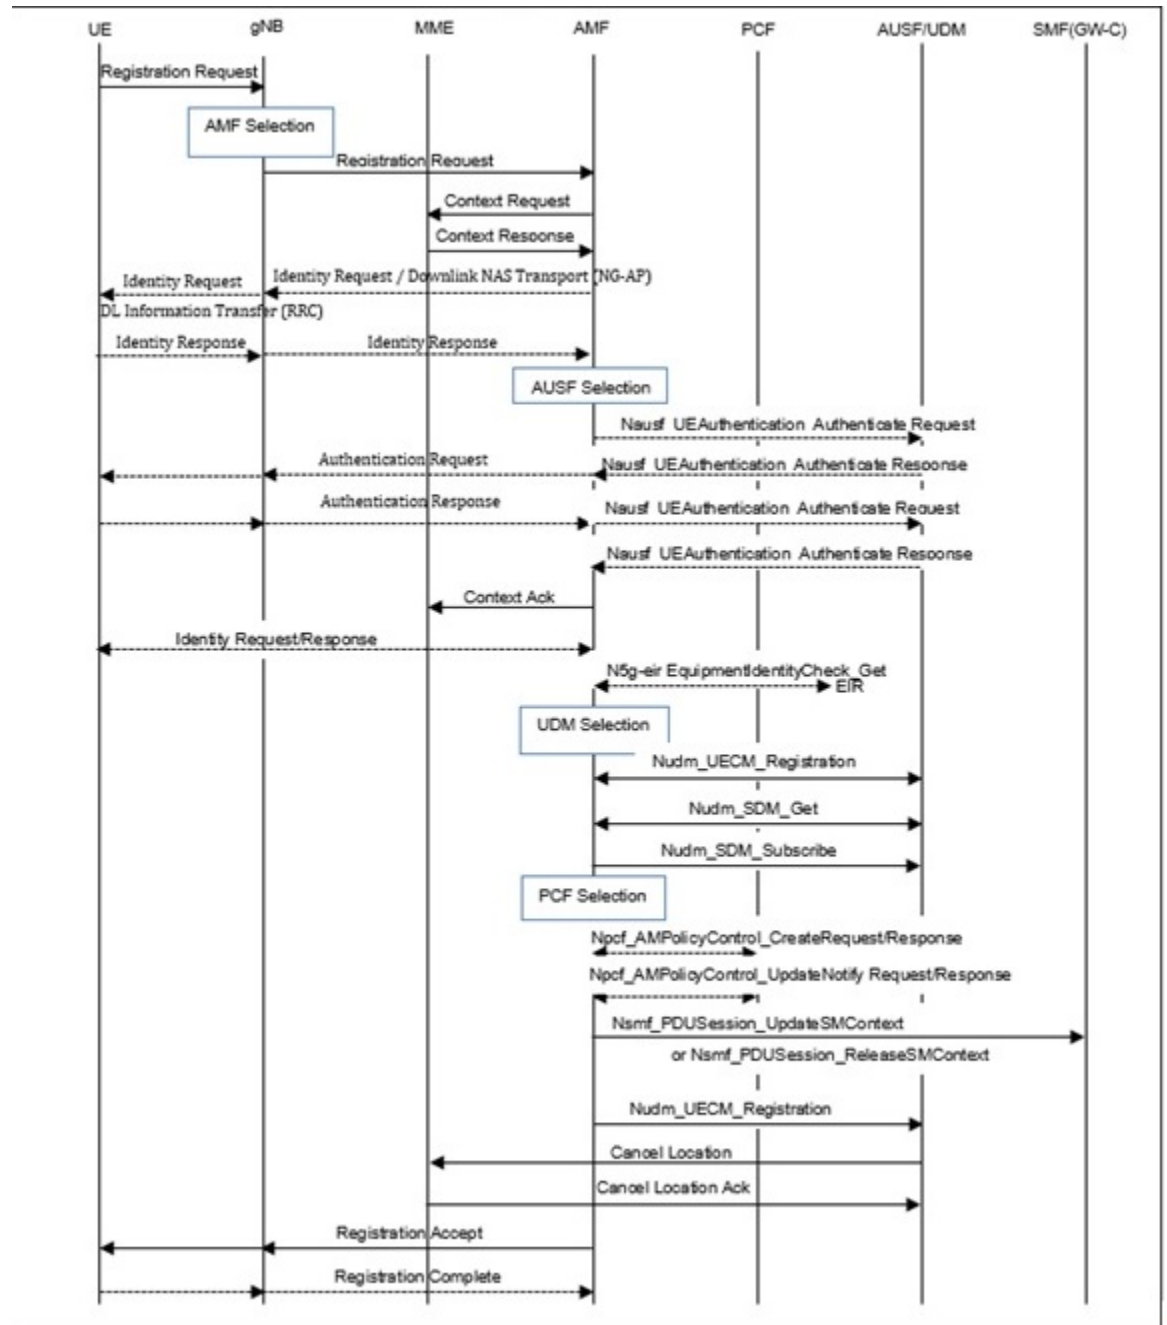 UE gNB MME AMF PCF AUSF/UDM SMF(GW-C)
Registration Request
AMF Selection
Registration Request
Context Request
Context Response
Identity Request Identity Request / Downlink NAS Transport (NG-AP)
DL Information Transfer (RRC)
Identity Response Identity Response
AUSF Selection
Nausf UEAuthentication Authenticate Request
Authentication Request Nausf UEAuthentication Authenticate Response
Authentication Response Nausf UEAuthentication Authenticate Request
Nausf UEAuthentication Authenticate Response
Context Ack
Identity Request/Response
N5g-eir EquipmentIdentityCheck_Get
EIR
UDM Selection
Nudm_UECM_Registration
Nudm_SDM_Get
Nudm_SDM_Subscribe
PCF Selection
Npcf_AMPolicyControl_CreateRequest/Response
Npcf_AMPolicyControl_UpdateNotify Request/Response
Nsmf_PDUSession_UpdateSMContext
or Nsmf_PDUSession_ReleaseSMContext
Nudm_UECM_Registration
Cancel Location
Cancel Location Ack
Registration Accept
Registration Complete